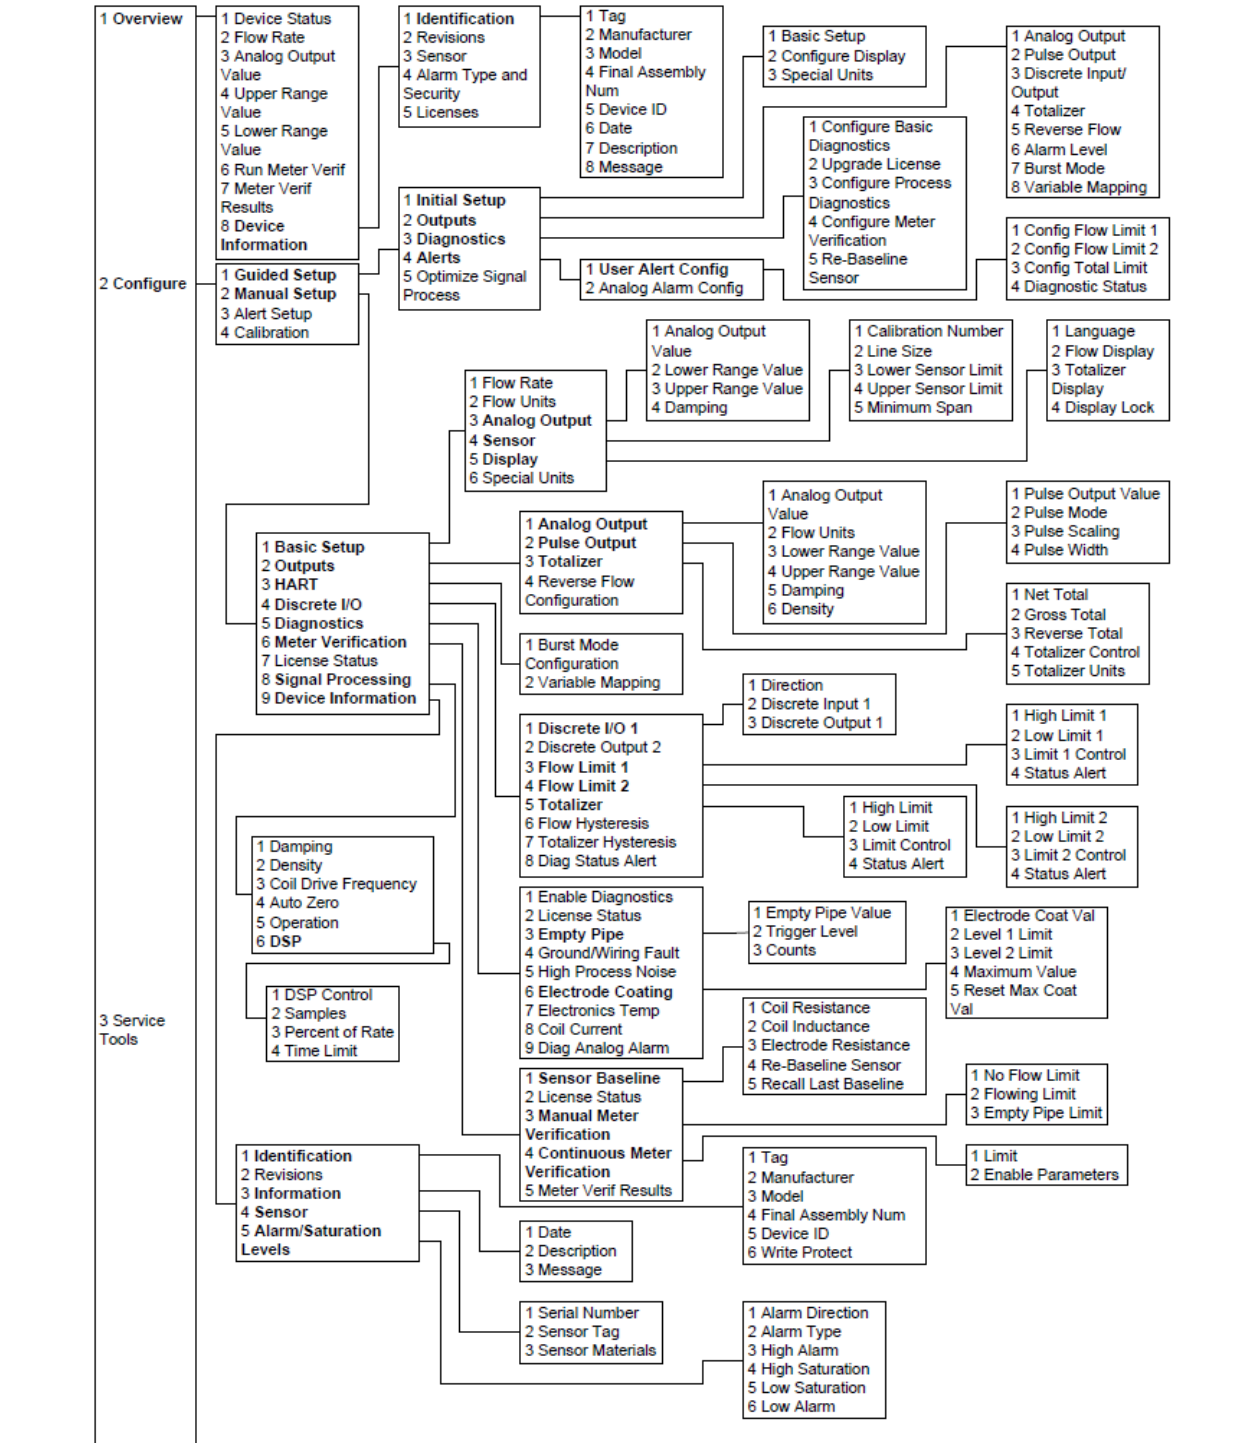 1 Overview
1 Device Status
2 Flow Rate
3 Analog Output
Value
4 Upper Range
Value
5 Lower Range
Value
6 Run Meter Verif
7 Meter Verif
Results
8 Device
Information
1 Identification
2 Revisions
3 Sensor
4 Alarm Type and
Security
5 Licenses
1 Tag
2 Manufacturer
3 Model
4 Final Assembly
Num
5 Device ID
6 Date
7 Description
8 Message
2 Configure
1 Guided Setup
2 Manual Setup
3 Alert Setup
4 Calibration
1 Initial Setup
2 Outputs
3 Diagnostics
4 Alerts
5 Optimize Signal
Process
1 Basic Setup
2 Configure Display
3 Special Units
1 Analog Output
2 Pulse Output
3 Discrete Input/
Output
4 Totalizer
5 Reverse Flow
6 Alarm Level
7 Burst Mode
8 Variable Mapping
1 Configure Basic
Diagnostics
2 Upgrade License
3 Configure Process
Diagnostics
4 Configure Meter
Verification
5 Re-Baseline
Sensor
1 User Alert Config
2 Analog Alarm Config
1 Config Flow Limit 1
2 Config Flow Limit 2
3 Config Total Limit
4 Diagnostic Status
1 Basic Setup
2 Outputs
3 HART
4 Discrete I/O
5 Diagnostics
6 Meter Verification
7 License Status
8 Signal Processing
9 Device Information
1 Flow Rate
2 Flow Units
3 Analog Output
4 Sensor
5 Display
6 Special Units
1 Analog Output
Value
2 Lower Range Value
3 Upper Range Value
4 Damping
1 Calibration Number
2 Line Size
3 Lower Sensor Limit
4 Upper Sensor Limit
5 Minimum Span
1 Language
2 Flow Display
3 Totalizer
Display
4 Display Lock
1 Analog Output
2 Pulse Output
3 Totalizer
4 Reverse Flow
Configuration
1 Analog Output
Value
2 Flow Units
3 Lower Range Value
4 Upper Range Value
5 Damping
6 Density
1 Pulse Output Value
2 Pulse Mode
3 Pulse Scaling
4 Pulse Width
1 Net Total
2 Gross Total
3 Reverse Total
4 Totalizer Control
5 Totalizer Units
1 Burst Mode
Configuration
2 Variable Mapping
1 Discrete I/O 1
2 Discrete Output 2
3 Flow Limit 1
4 Flow Limit 2
5 Totalizer
6 Flow Hysteresis
7 Totalizer Hysteresis
8 Diag Status Alert
1 Direction
2 Discrete Input 1
3 Discrete Output 1
1 High Limit 1
2 Low Limit 1
3 Limit 1 Control
4 Status Alert
1 High Limit 2
2 Low Limit 2
3 Limit 2 Control
4 Status Alert
1 High Limit
2 Low Limit
3 Limit Control
4 Status Alert
1 Enable Diagnostics
2 License Status
3 Empty Pipe
4 Ground/Wiring Fault
5 High Process Noise
6 Electrode Coating
7 Electronics Temp
8 Coil Current
9 Diag Analog Alarm
1 Empty Pipe Value
2 Trigger Level
3 Counts
1 Electrode Coat Val
2 Level 1 Limit
3 Level 2 Limit
4 Maximum Value
5 Reset Max Coat
Val
1 Sensor Baseline
2 License Status
3 Manual Meter
Verification
4 Continuous Meter
Verification
5 Meter Verif Results
1 Coil Resistance
2 Coil Inductance
3 Electrode Resistance
4 Re-Baseline Sensor
5 Recall Last Baseline
1 No Flow Limit
2 Flowing Limit
3 Empty Pipe Limit
1 Limit
2 Enable Parameters
1 Damping
2 Density
3 Coil Drive Frequency
4 Auto Zero
5 Operation
6 DSP
1 DSP Control
2 Samples
3 Percent of Rate
4 Time Limit
1 Identification
2 Revisions
3 Information
4 Sensor
5 Alarm/Saturation
Levels
1 Tag
2 Manufacturer
3 Model
4 Final Assembly Num
5 Device ID
6 Write Protect
1 Date
2 Description
3 Message
1 Serial Number
2 Sensor Tag
3 Sensor Materials
1 Alarm Direction
2 Alarm Type
3 High Alarm
4 High Saturation
5 Low Saturation
6 Low Alarm
3 Service
Tools